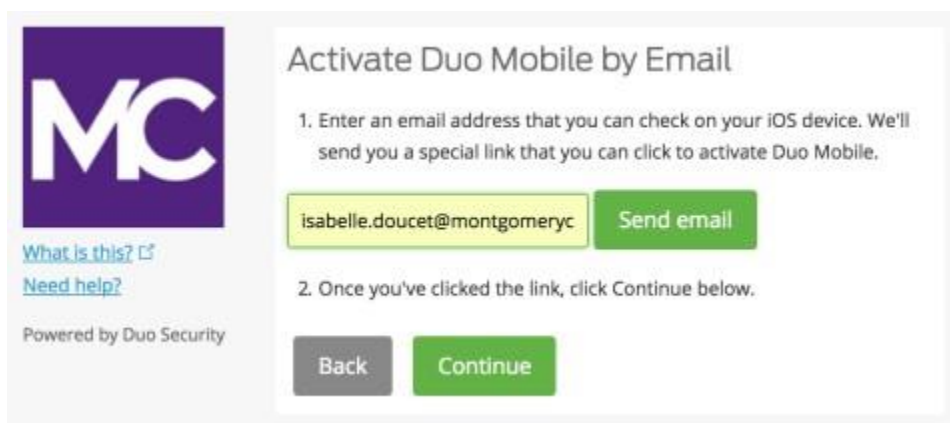 MC
What is this?
Need help?
Powered by Duo Security
Activate Duo Mobile by Email
1. Enter an email address that you can check on your iOS device. We'll
send you a special link that you can click to activate Duo Mobile.
isabelle.doucet@montgomeryc
Send email
2. Once you've clicked the link, click Continue below.
Back
Continue